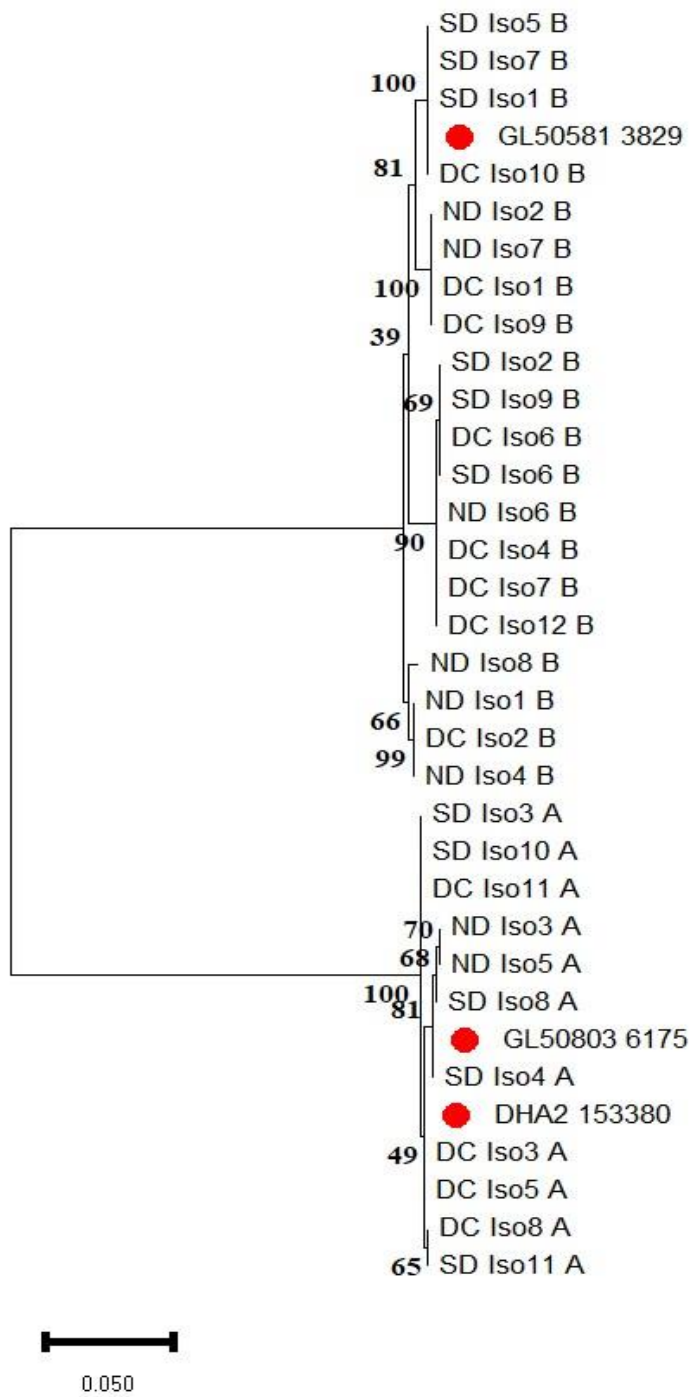 SD Iso5 B
SD Iso7 B
100
SD Iso1 B
GL50581 3829
81
DC Iso10 B
ND Iso2 B
ND Iso7 B
100
DC Iso1 B
DC Iso9 B
39
SD Iso2 B
69
SD Iso9 B
DC Iso6 B
SD Iso6 B
ND Iso6 B
90
DC Iso4 B
DC Iso7 B
DC Iso12 B
ND Iso8 B
ND Iso1 B
66
DC Iso2 B
99
ND Iso4 B
SD Iso3 A
SD Iso10 A
DC Iso11 A
70
ND Iso3 A
68
ND Iso5 A
100
SD Iso8 A
81
GL50803 6175
SD Iso4 A
DHA2 153380
49
DC Iso3 A
DC Iso5 A
DC Iso8 A
65
SD Iso11 A
0.050